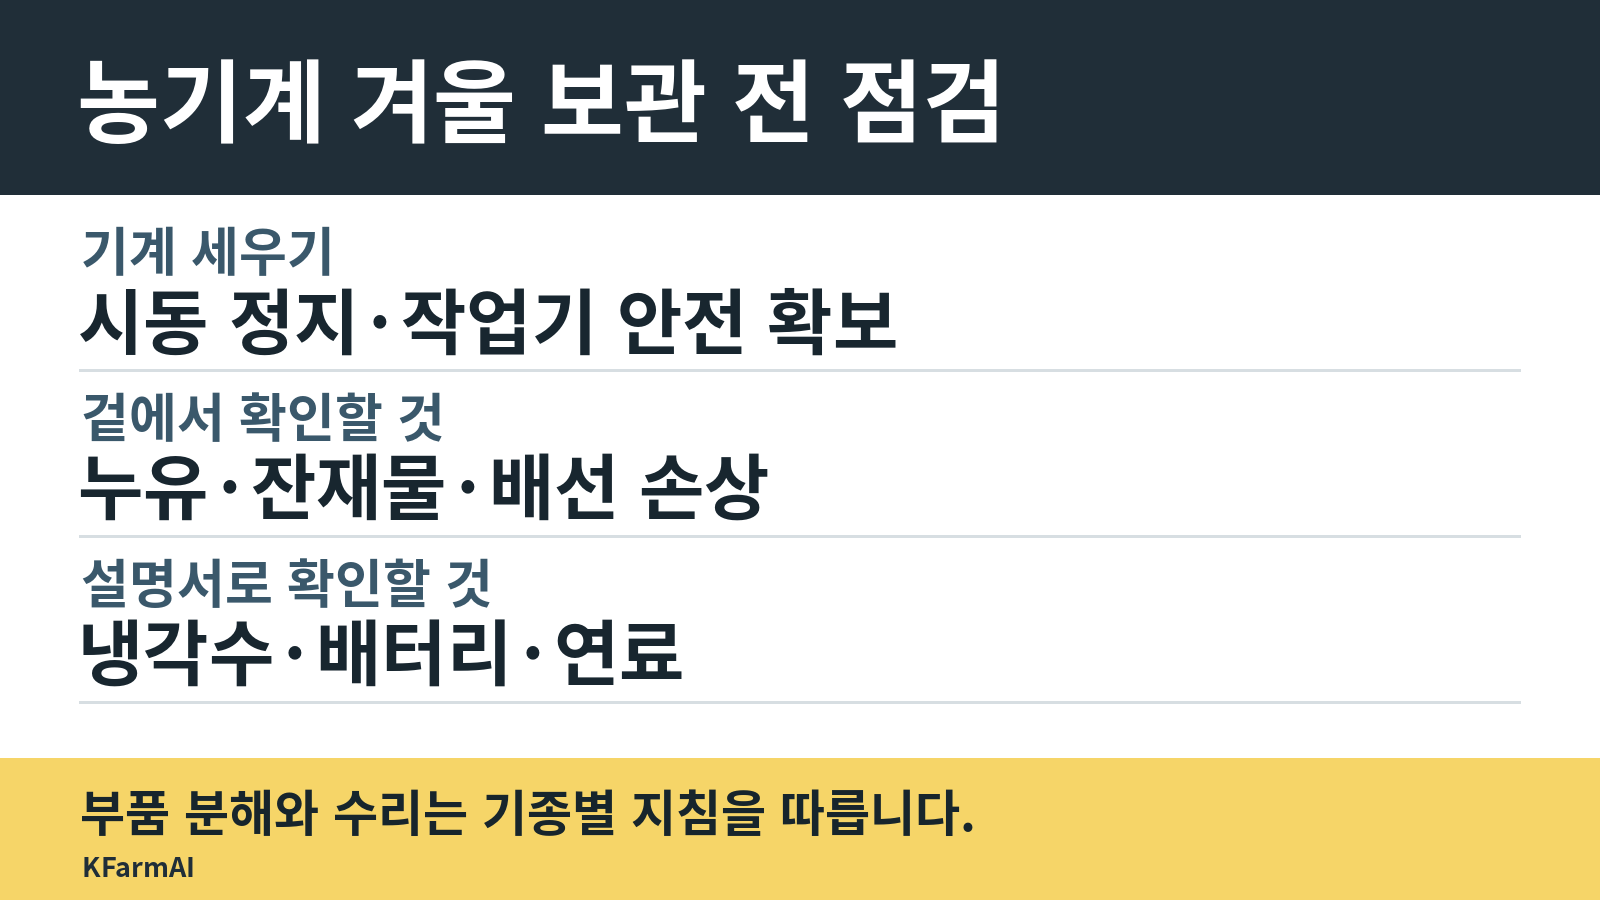 농기계 겨울 보관 전 점검
기계 세우기
시동 정지·작업기 안전 확보
겉에서 확인할 것
누유·잔재물·배선 손상
설명서로 확인할 것
냉각수·배터리·연료
부품 분해와 수리는 기종별 지침을 따릅니다.
KFarmAI